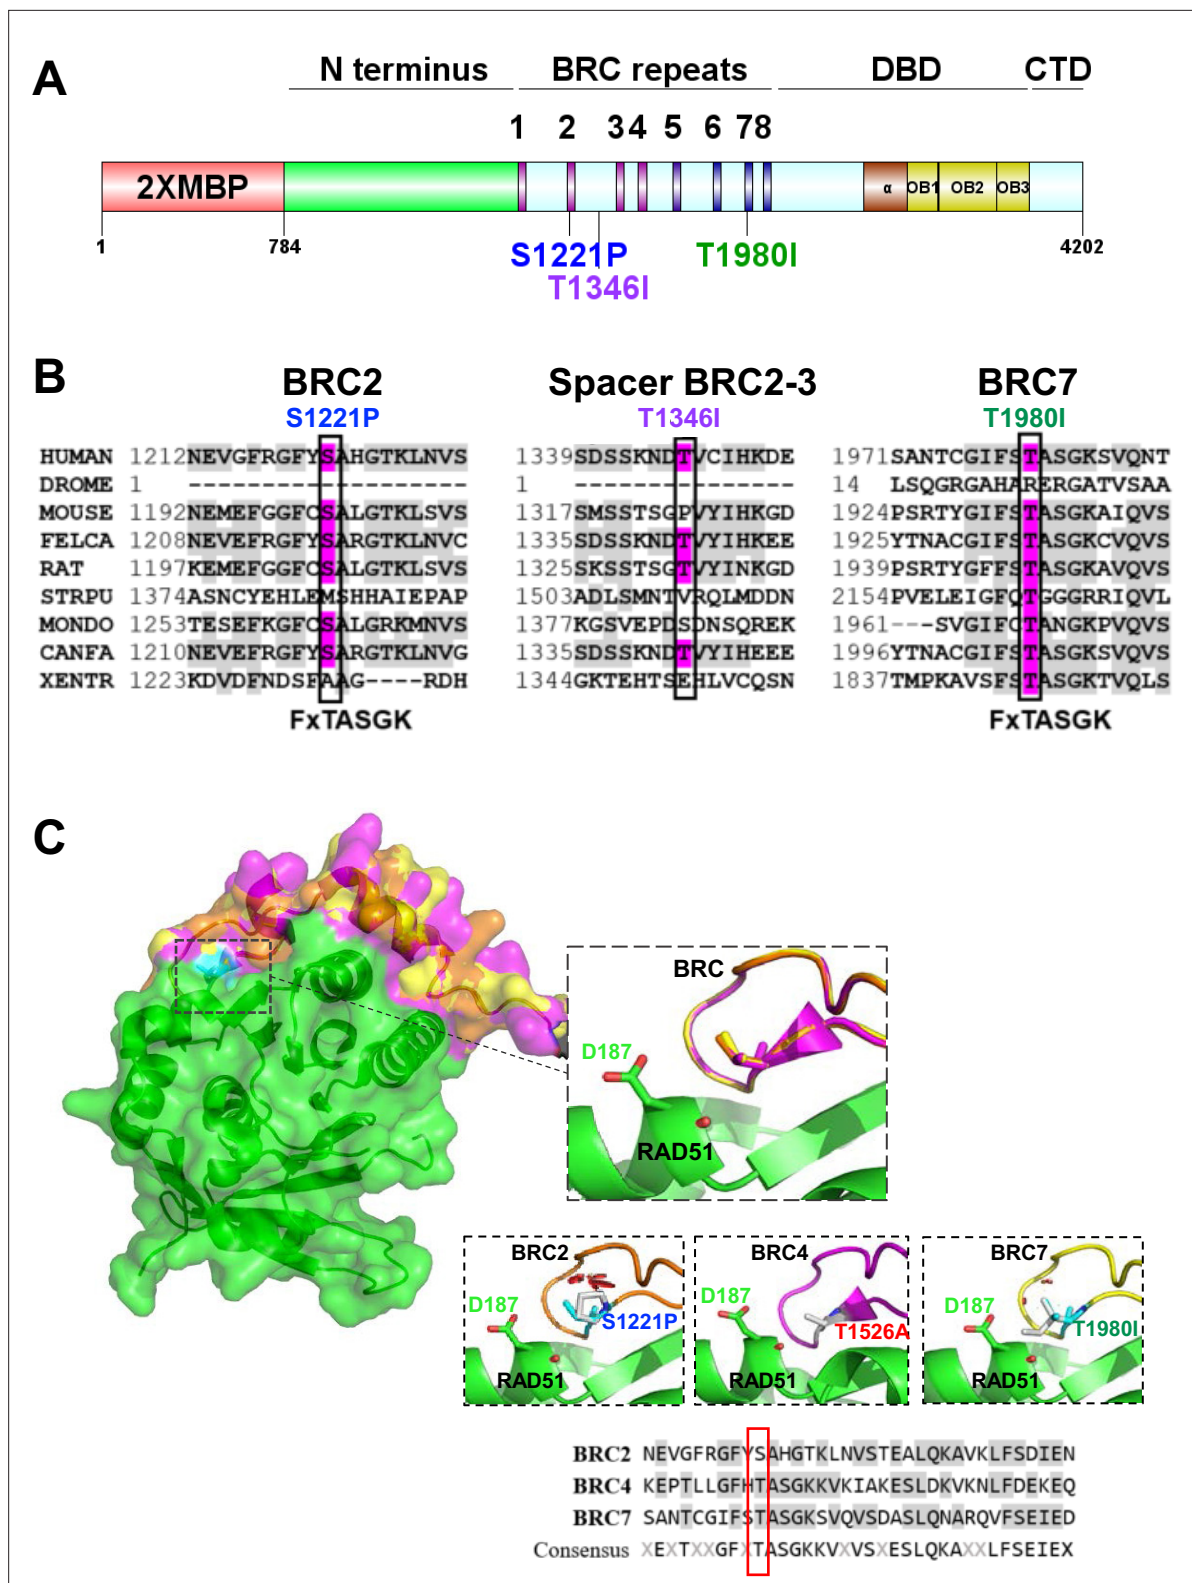 A
N terminus BRC repeats DBD CTD
1 2 3 4 5 6 7 8
2XMBP α OB1 OB2 OB3
1 784 S1221P T1980I 4202
T1346I
B
BRC2 Spacer BRC2-3 BRC7
S1221P T1346I T1980I
HUMAN 1212NEVGFRGFYSAHGTKLNVS 1339SDSSKNDTVCIHKDE 1971SANTCGIFSTASGKSVQNT
DROME 1 ------------------- 1 --------------- 14 LSQGRGAHARERGATVSAA
MOUSE 1192NEMEFGGFCSALGTKLSVS 1317SMSSTSGPVYIHKGD 1924PSRTYGIFSTASGKAIQVS
FELCA 1208NEVEFRGFYSARGTKLNVC 1335SDSSKNDTVYIHKEE 1925YTNACGIFSTASGKCVQVS
RAT 1197KEMEFGGFCSALGTKLSVS 1325SKSSTSGTVYINKGD 1939PSRTYGFFSTASGKAVQVS
STRPU 1374ASNCYEHLEMSHHAIEPAP 1503ADLSMNTVRQLMDDN 2154PVELEIGFQTGGGRRIQVL
MONDO 1253TESEFKGFCSALGRKMNVS 1377KGSVEPDSDNSQREK 1961---SVGIFCTANGKPVQVS
CANFA 1210NEVEFRGFYSARGTKLNVG 1335SDSSKNDTVYIHEEE 1996YTNACGIFSTASGKSVQVS
XENTR 1223KDVDFNDSFAAG----RDH 1344GKTEHTSEHLVCQSN 1837TMPKAVSFSTASGKTVQLS
FxTASGK FxTASGK
C
BRC
D187
RAD51
BRC2 BRC4 BRC7
D187 S1221P D187 T1526A D187 T1980I
RAD51 RAD51 RAD51
BRC2 NEVGFRGFYSAHGTKLNVSTEALQKAVKLFSDIEN
BRC4 KEPTLLGFHTASGKKVKIAKESLDKVKNLFDEKEQ
BRC7 SANTCGIFSTASGKSVQVSDASLQNARQVFSEIED
Consensus XEXTXXGFXTASGKKVXVSXESLQKAXXLFSEIEX